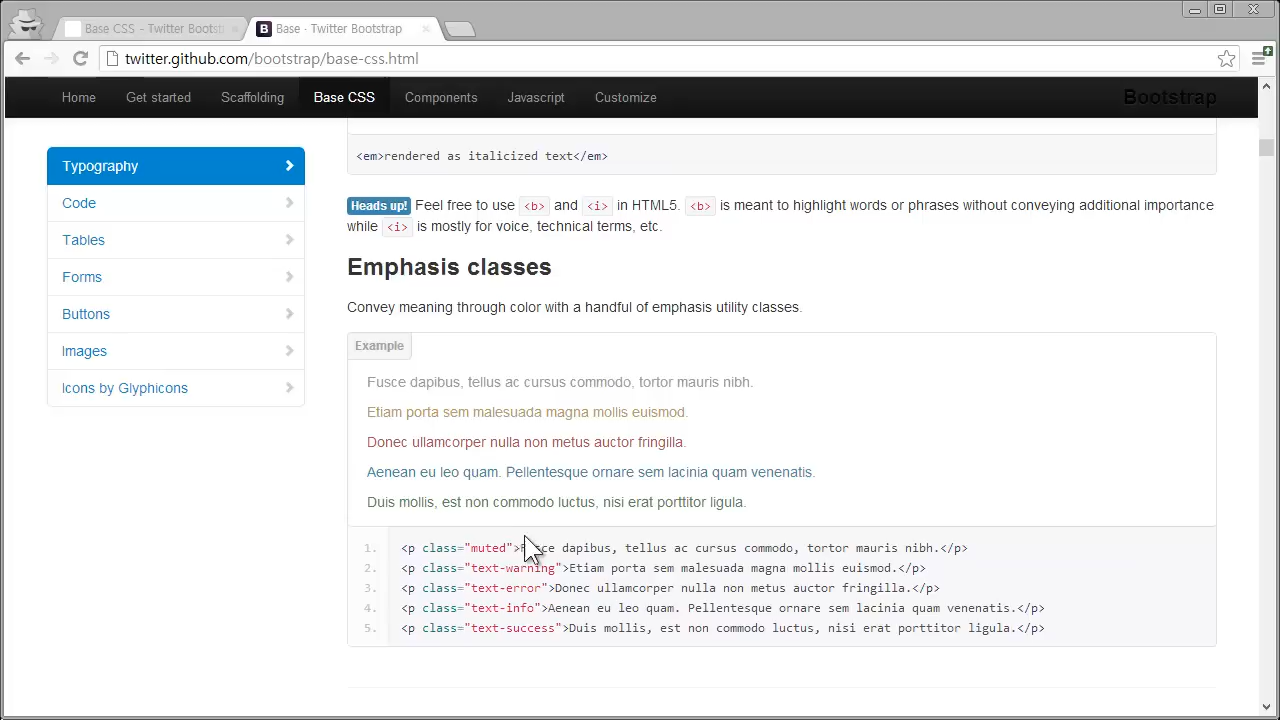 Base CSS - Twitter Bootst
Base · Twitter Bootstrap
twitter.github.com/bootstrap/base-css.html
Home Get started Scaffolding Base CSS Components Javascript Customize Bootstrap
<em>rendered as italicized text</em>
Typography
Code
Tables
Forms
Buttons
Images
Icons by Glyphicons
Heads up! Feel free to use <b> and <i> in HTML5. <b> is meant to highlight words or phrases without conveying additional importance
while <i> is mostly for voice, technical terms, etc.
Emphasis classes
Convey meaning through color with a handful of emphasis utility classes.
Example
Fusce dapibus, tellus ac cursus commodo, tortor mauris nibh.
Etiam porta sem malesuada magna mollis euismod.
Donec ullamcorper nulla non metus auctor fringilla.
Aenean eu leo quam. Pellentesque ornare sem lacinia quam venenatis.
Duis mollis, est non commodo luctus, nisi erat porttitor ligula.
1. <p class="muted">Fusce dapibus, tellus ac cursus commodo, tortor mauris nibh.</p>
2. <p class="text-warning">Etiam porta sem malesuada magna mollis euismod.</p>
3. <p class="text-error">Donec ullamcorper nulla non metus auctor fringilla.</p>
4. <p class="text-info">Aenean eu leo quam. Pellentesque ornare sem lacinia quam venenatis.</p>
5. <p class="text-success">Duis mollis, est non commodo luctus, nisi erat porttitor ligula.</p>